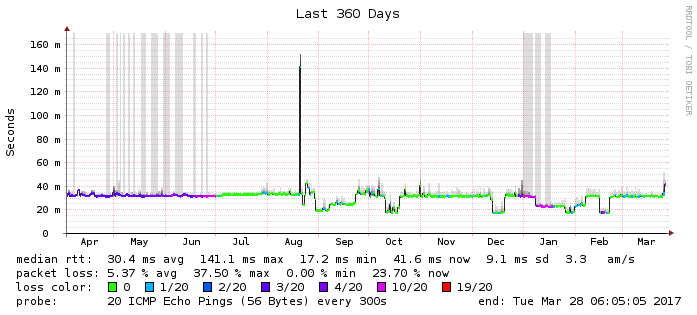 Last 360 Days
RRDTOOL / TOBI OETIKER
Seconds
160 m
140 m
120 m
100 m
80 m
60 m
40 m
20 m
0
Apr May Jun Jul Aug Sep Oct Nov Dec Jan Feb Mar
median rtt: 30.4 ms avg 141.1 ms max 17.2 ms min 41.6 ms now 9.1 ms sd 3.3 am/s
packet loss: 5.37 % avg 37.50 % max 0.00 % min 23.70 % now
loss color: 0 1/20 2/20 3/20 4/20 10/20 19/20
probe: 20 ICMP Echo Pings (56 Bytes) every 300s end: Tue Mar 28 06:05:05 2017